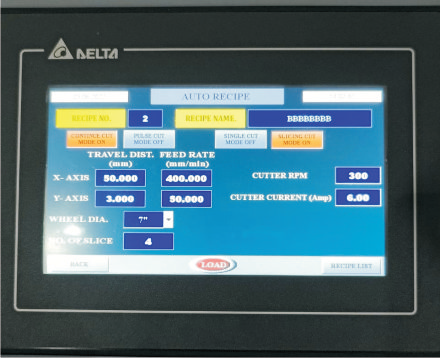 DELTA
AUTO RECIPE
RECIPE NO. 2 RECIPE NAME. BBBBBBBB
CONTINUE CUT MODE ON
PULSE CUT MODE OFF
SINGLE CUT MODE OFF
SLICING CUT MODE ON
TRAVEL DIST. (mm)
FEED RATE (mm/min)
X- AXIS 50.000 400.000
CUTTER RPM 300
Y- AXIS 3.000 50.000
CUTTER CURRENT (Amp) 6.00
WHEEL DIA. 7"
NO. OF SLICE 4
BACK LOAD RECIPE LIST